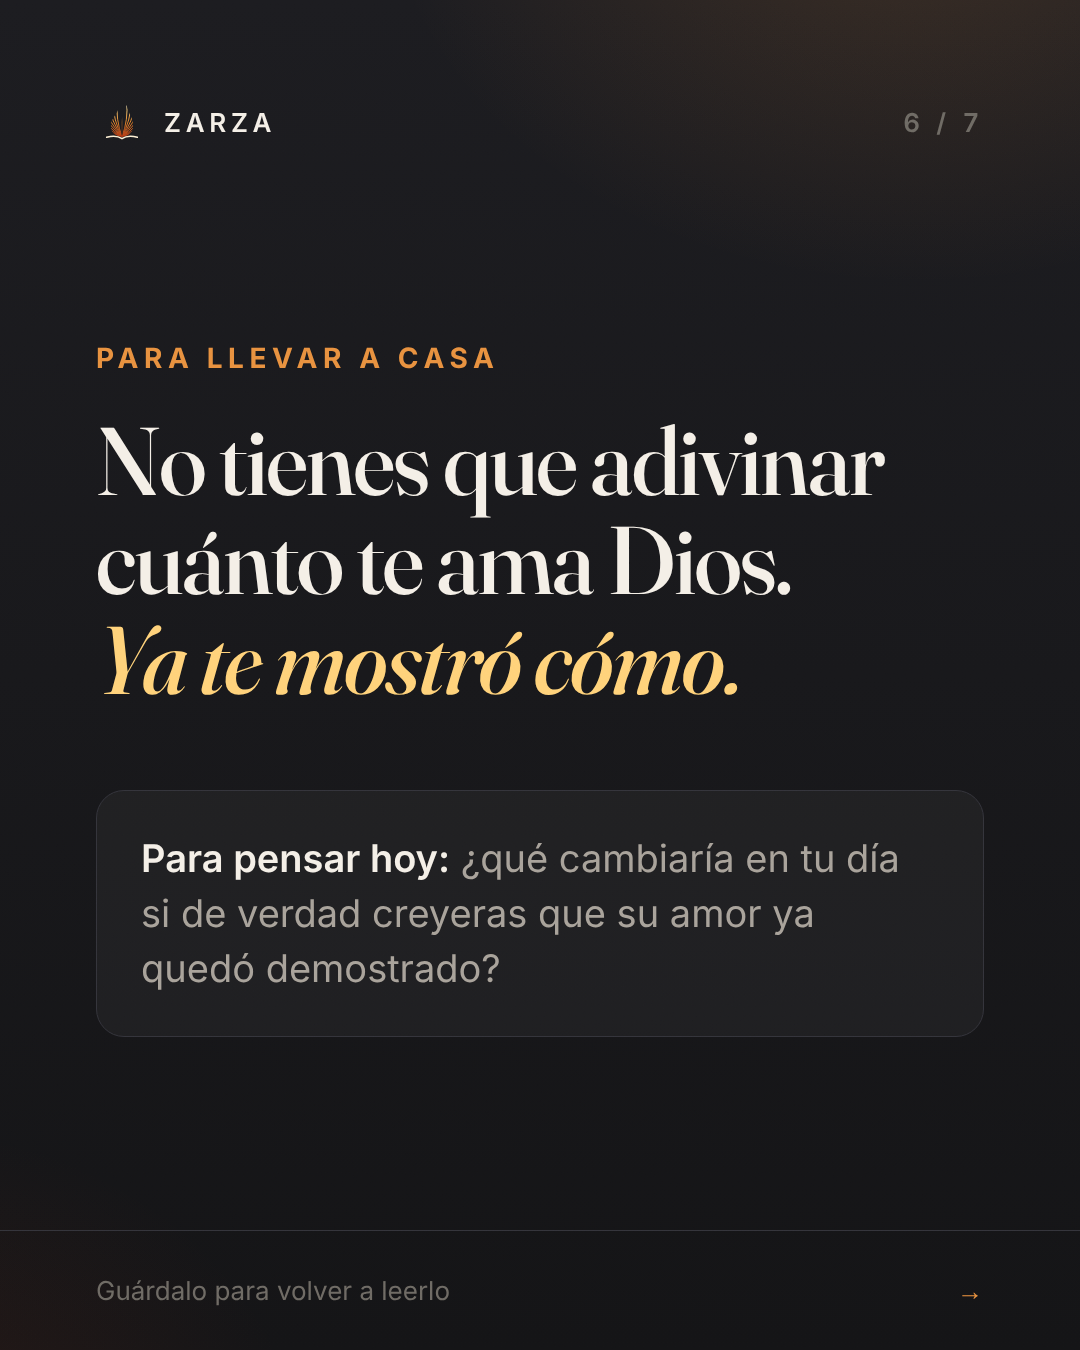 ZARZA
6 / 7
PARA LLEVAR A CASA
No tienes que adivinar
cuánto te ama Dios.
Ya te mostró cómo.
Para pensar hoy: ¿qué cambiaría en tu día
si de verdad creyeras que su amor ya
quedó demostrado?
Guárdalo para volver a leerlo →